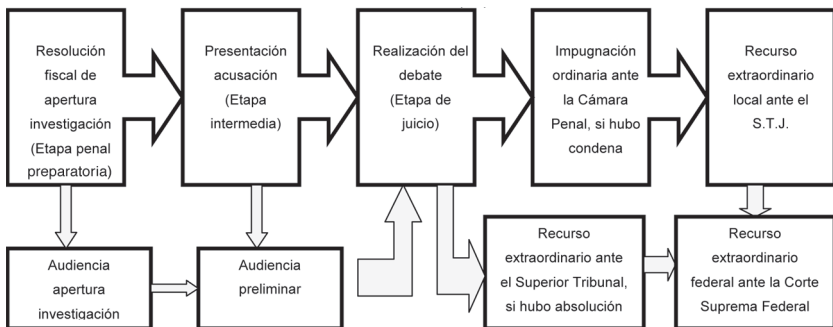 Resolución
fiscal de
apertura
investigación
(Etapa penal
preparatoria)
Presentación
acusación
(Etapa
intermedia)
Realización del
debate
(Etapa de
juicio)
Impugnación
ordinaria ante
la Cámara
Penal, si hubo
condena
Recurso
extraordinario
local ante el
S.T.J.
Audiencia
apertura
investigación
Audiencia
preliminar
Recurso
extraordinario ante
el Superior Tribunal,
si hubo absolución
Recurso
extraordinario
federal ante la Corte
Suprema Federal